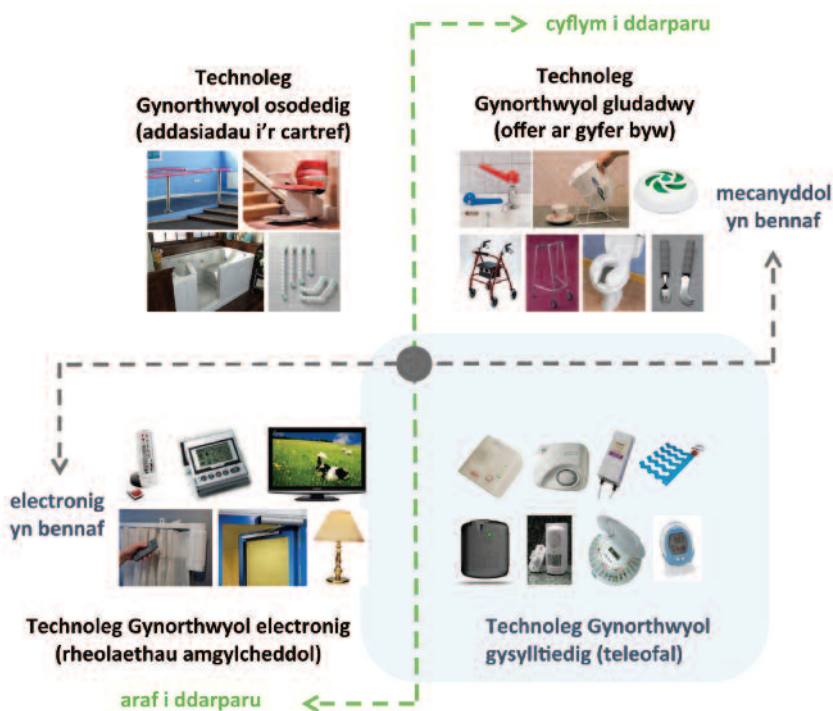 cyflym i ddarparu
Technoleg
Gynorthwyol osodedig
(addasiadau i'r cartref)
Technoleg
Gynorthwyol gludadwy
(offer ar gyfer byw)
mecanyddol
yn bennaf
electronig
yn bennaf
Technoleg Gynorthwyol electronig
(rheolaethau amgylcheddol)
Technoleg Gynorthwyol
gysylltiedig (teleofal)
araf i ddarparu